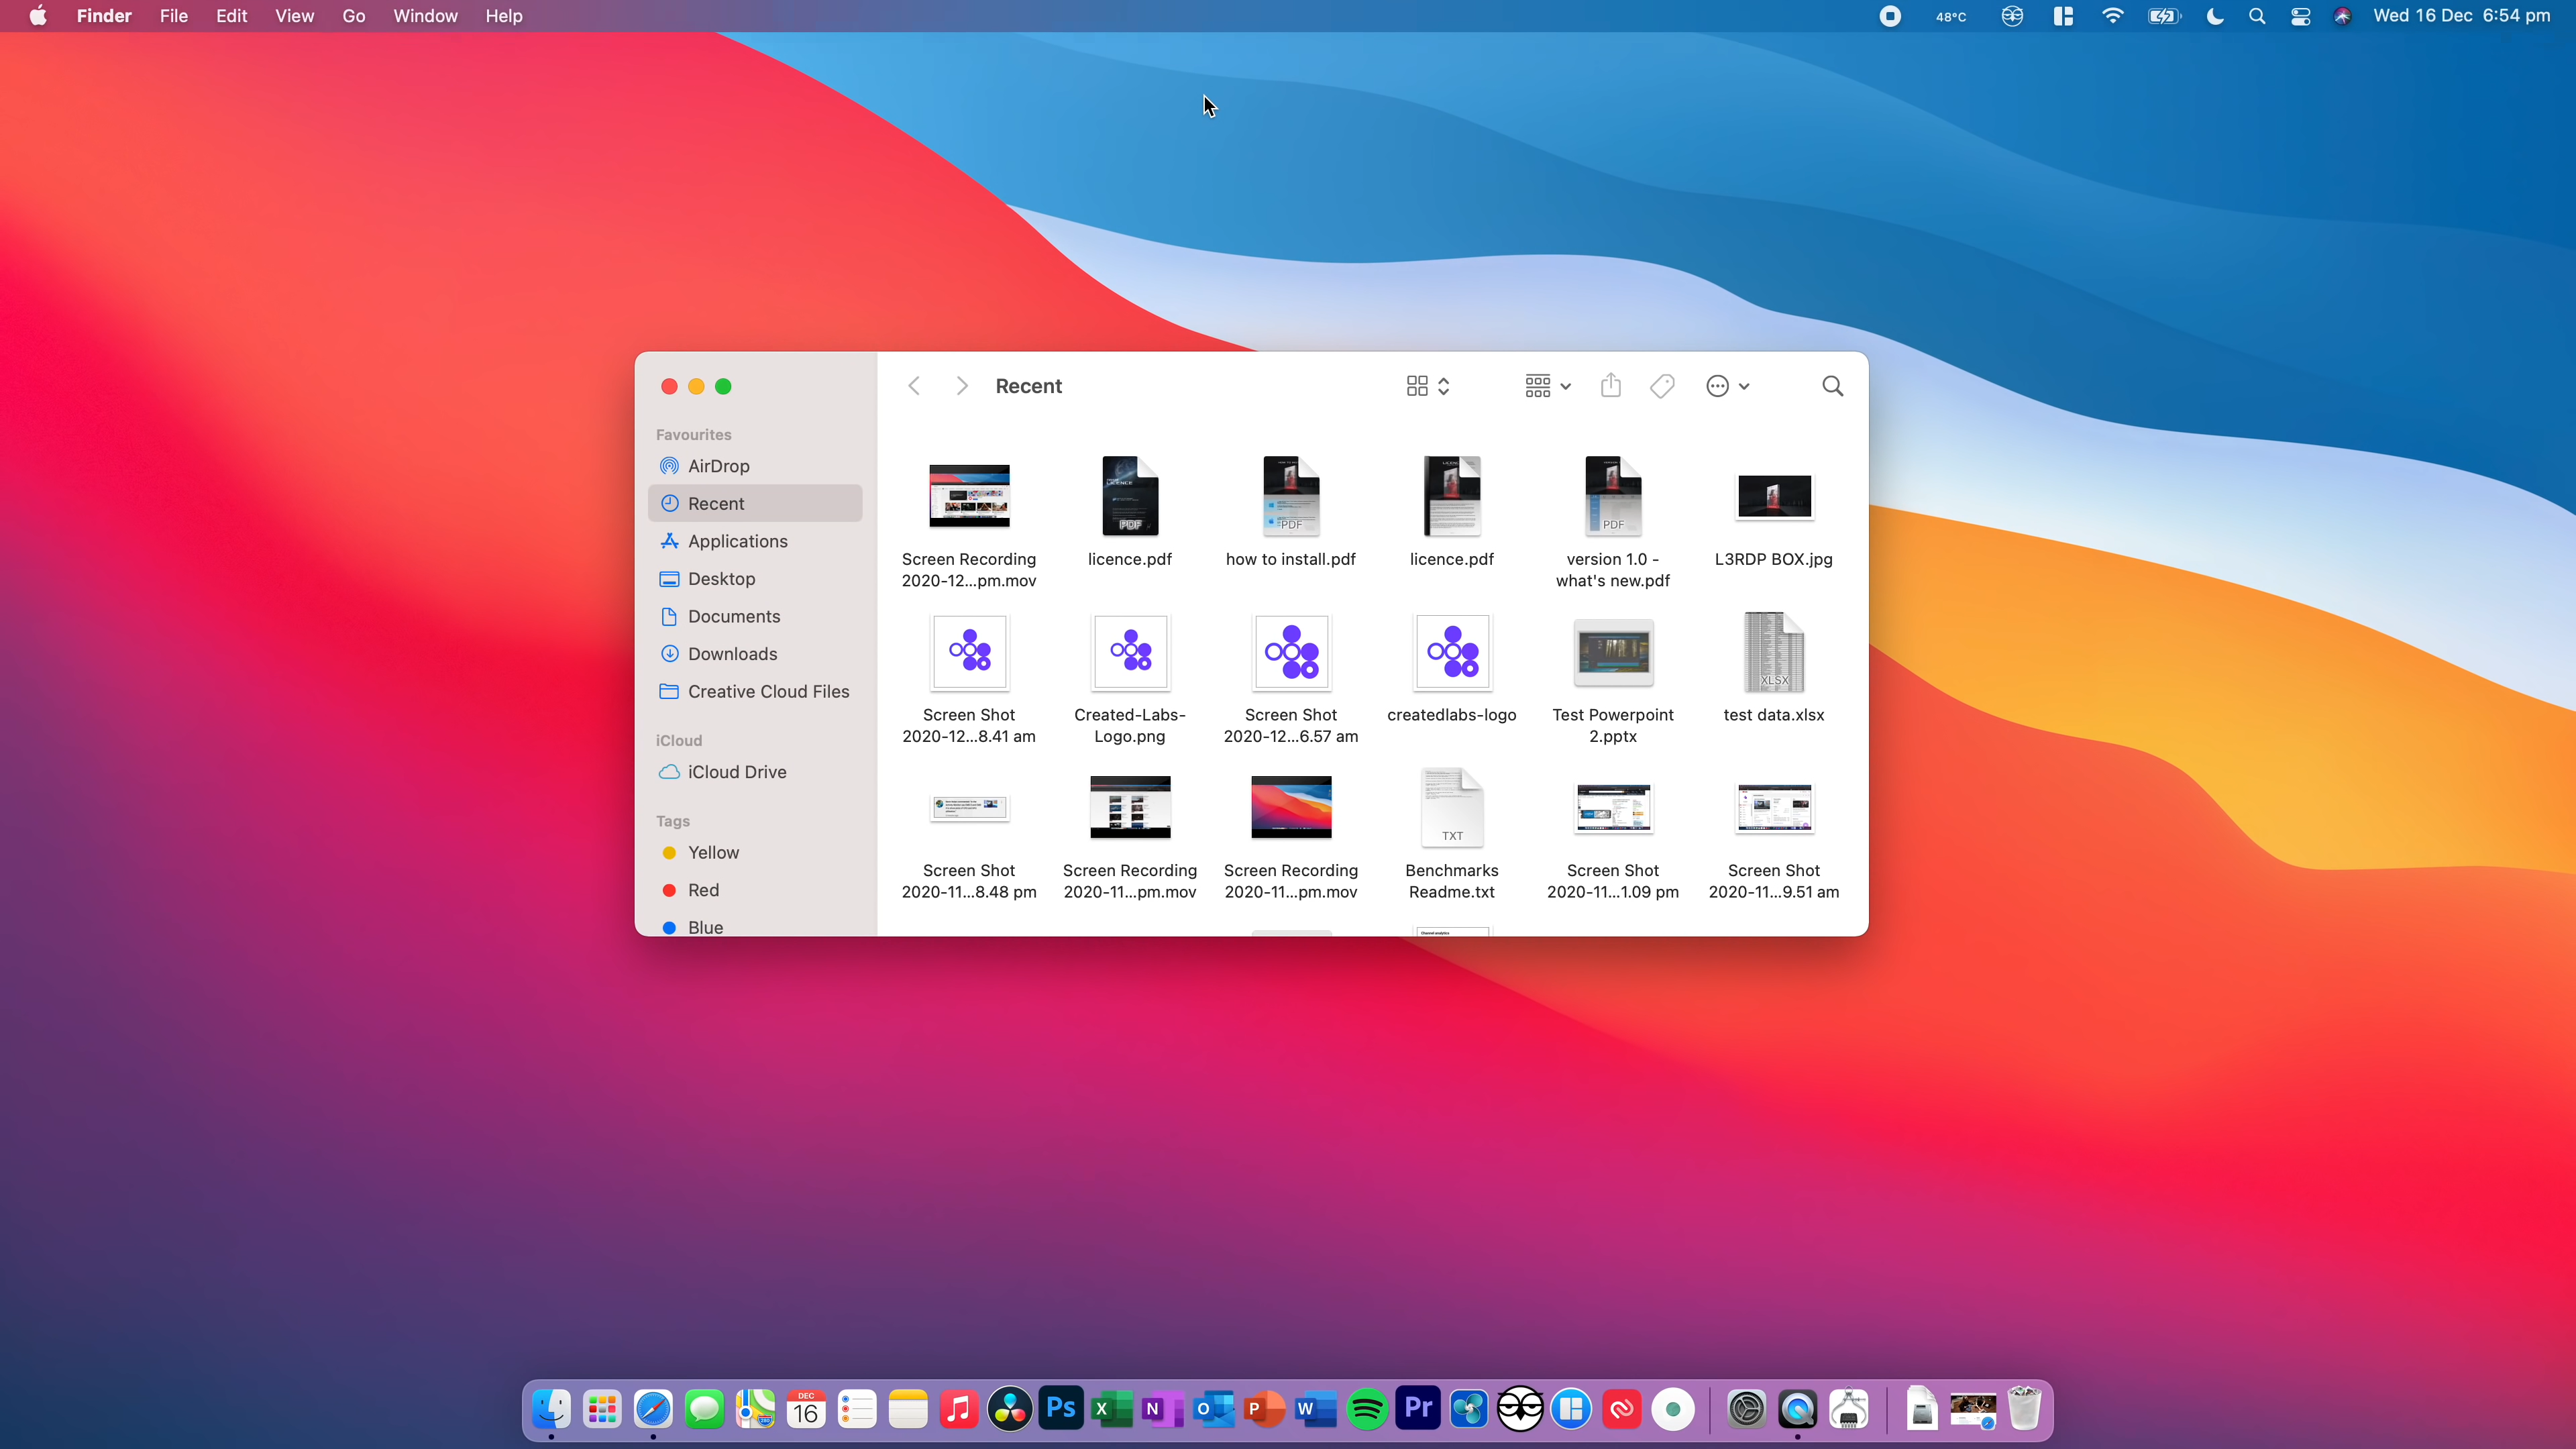 Finder File Edit View Go Window Help 48°C Wed 16 Dec 6:54 pm
Recent
Favourites
AirDrop
Recent
Applications
Desktop
Documents
Downloads
Creative Cloud Files
iCloud
iCloud Drive
Tags
Yellow
Red
Blue
LICENCE PDF PDF PDF
Screen Recording licence.pdf how to install.pdf licence.pdf version 1.0 - L3RDP BOX.jpg
2020-12...pm.mov what's new.pdf
XLSX
Screen Shot Created-Labs- Screen Shot createdlabs-logo Test Powerpoint test data.xlsx
2020-12...8.41 am Logo.png 2020-12...6.57 am 2.pptx
TXT
Screen Shot Screen Recording Screen Recording Benchmarks Screen Shot Screen Shot
2020-11...8.48 pm 2020-11...pm.mov 2020-11...pm.mov Readme.txt 2020-11...1.09 pm 2020-11...9.51 am
Channel analytics
DEC
16 Ps X N O P W Pr